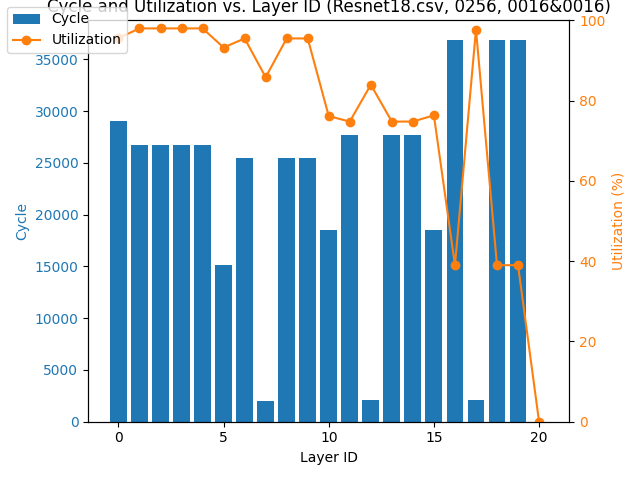 Cycle and Utilization vs. Layer ID (Resnet18.csv, 0256, 0016&0016)
Cycle
Utilization
35000
30000
25000
20000
15000
10000
5000
0
Cycle
100
80
60
40
20
0
Utilization (%)
0 5 10 15 20
Layer ID